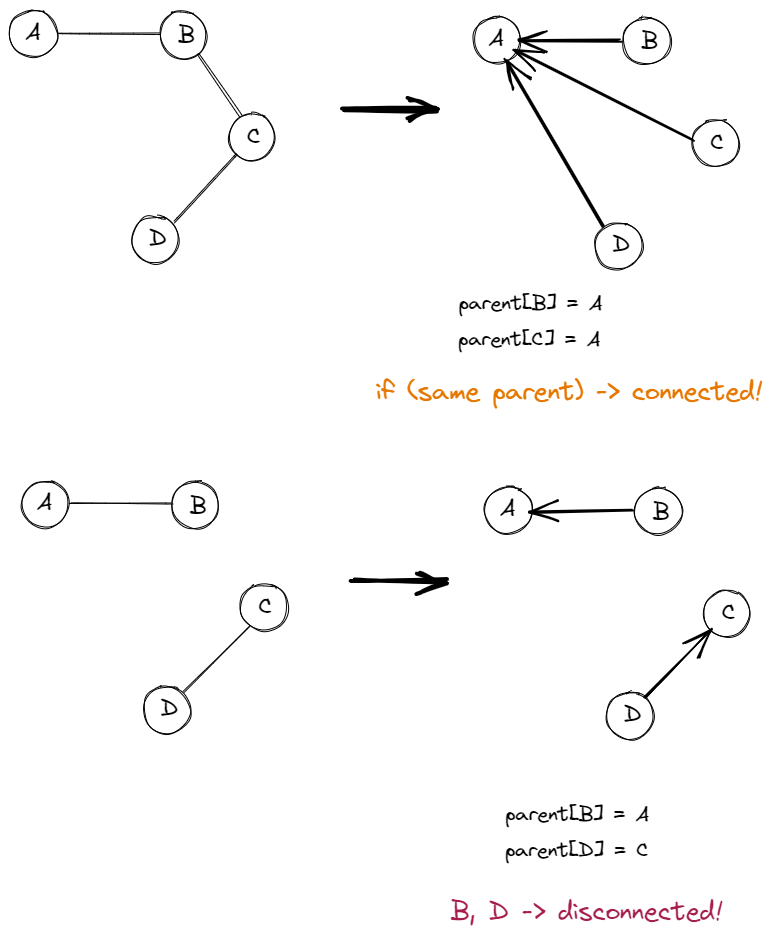 A
B
C
D
A
B
C
D
parent[B] = A
parent[C] = A
if (same parent) -> connected!
A
B
C
D
A
B
C
D
parent[B] = A
parent[D] = C
B, D -> disconnected!